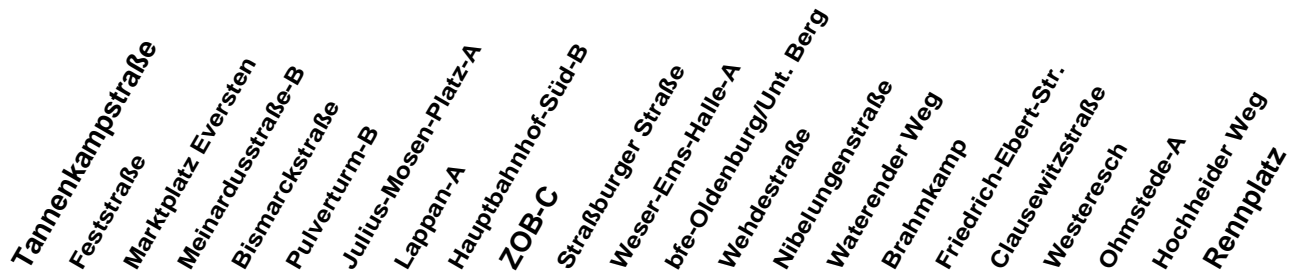 Tannenkampstraße
Feststraße
Marktplatz Eversten
Meinardusstraße-B
Bismarckstraße
Pulverturm-B
Julius-Mosen-Platz-A
Lappan-A
Hauptbahnhof-Süd-B
ZOB-C
Straßburger Straße
Weser-Ems-Halle-A
bfe-Oldenburg/Unt. Berg
Wehdestraße
Nibelungenstraße
Waterender Weg
Brahmkamp
Friedrich-Ebert-Str.
Clausewitzstraße
Westeresch
Ohmstede-A
Hochheider Weg
Rennplatz